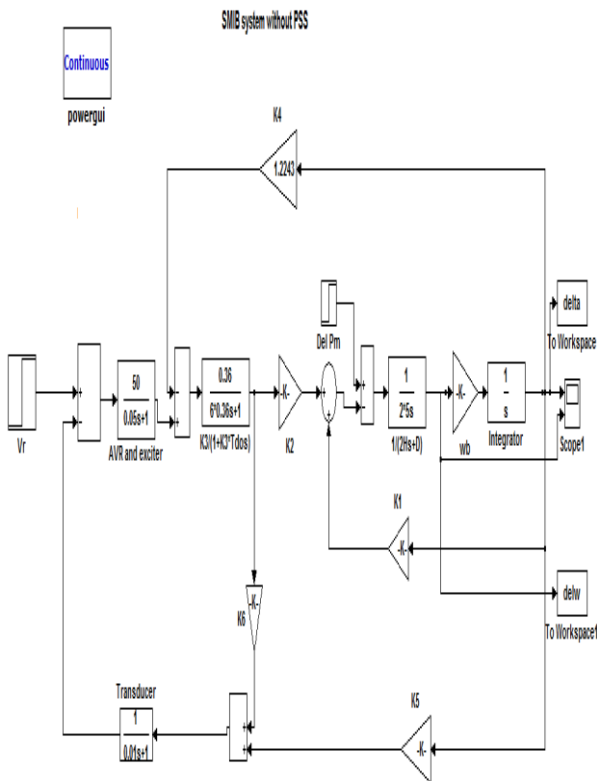 SMIB system without PSS
Continuous
powergui
K4
1.2243
Del Pm
delta
To Workspace
Vr
+
-
50
0.05s+1
AVR and exciter
-
+
0.36
6*0.36s+1
K3/(1+K3*Tdos)
-K-
K2
+
+
+
-
1
2*5s
1/(2Hs+D)
-K-
wb
1
s
Integrator
Scope1
K1
-K-
delw
To Workspace1
-K-
K6
Transducer
1
0.01s+1
+
+
K5
-K-